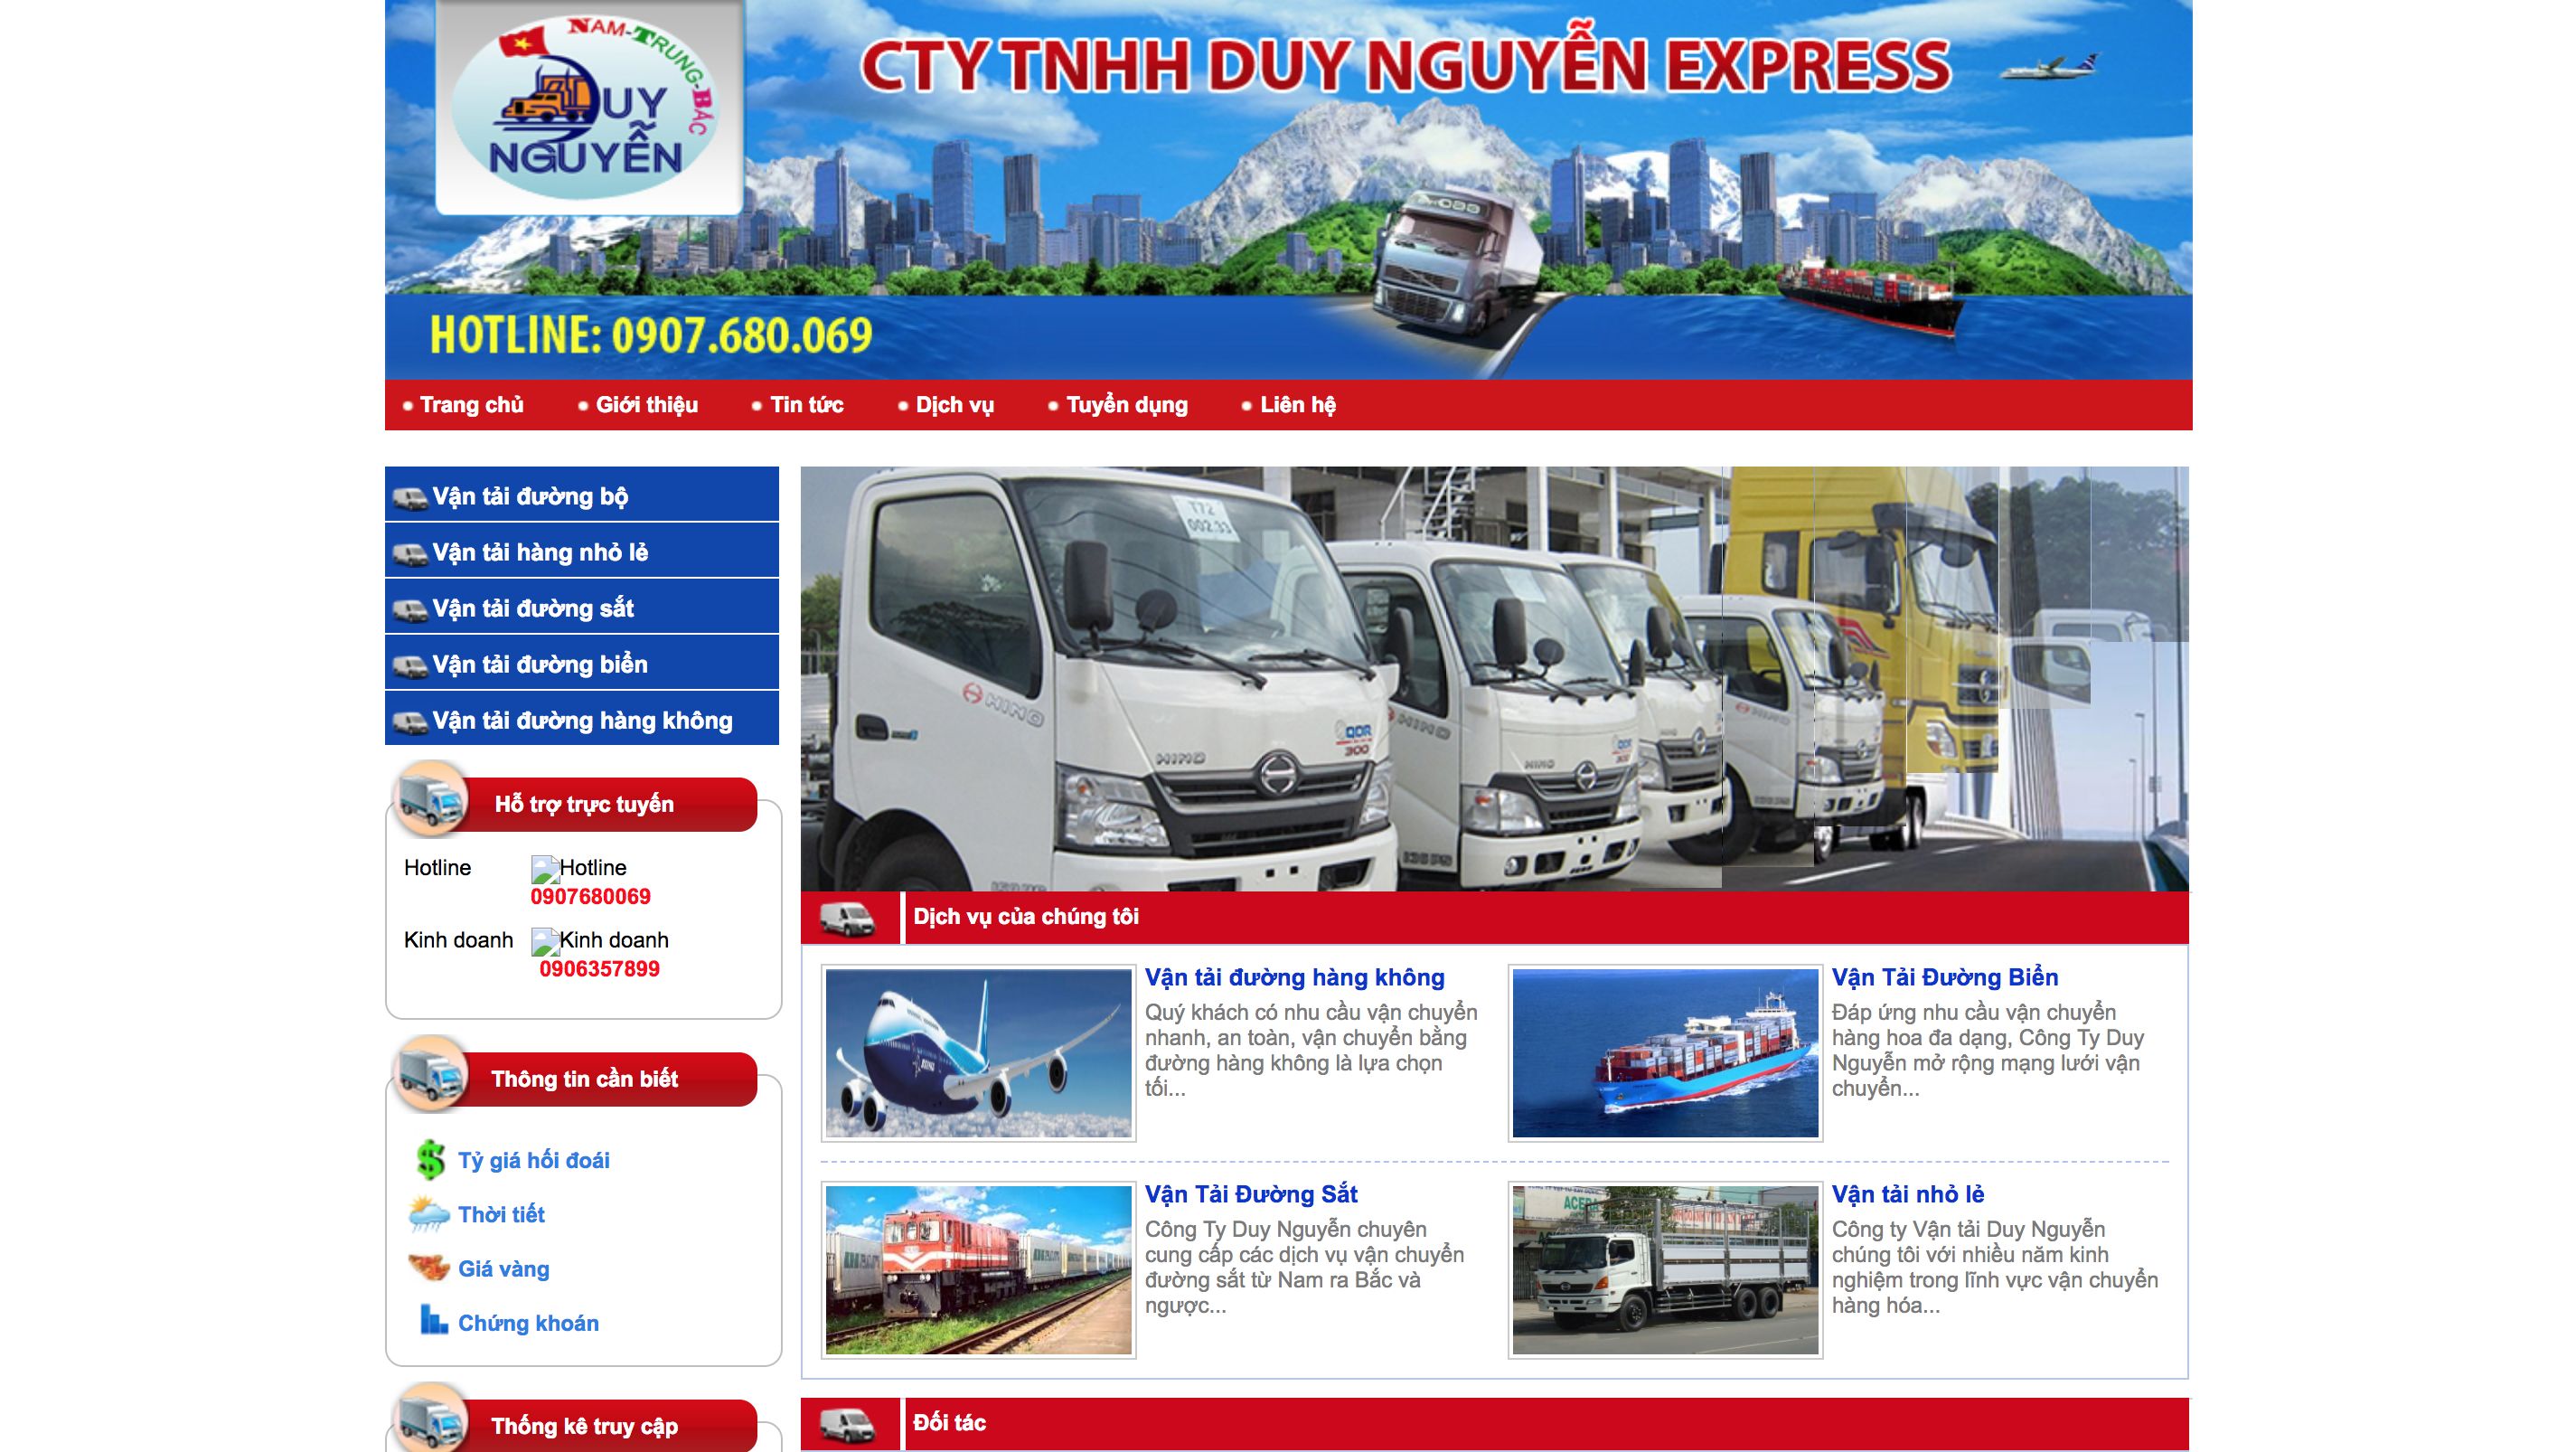 NAM-TRUNG-BẮC
DUY
NGUYỄN
CTY TNHH DUY NGUYỄN EXPRESS
HOTLINE: 0907.680.069
Trang chủ
Giới thiệu
Tin tức
Dịch vụ
Tuyển dụng
Liên hệ
Vận tải đường bộ
Vận tải hàng nhỏ lẻ
Vận tải đường sắt
Vận tải đường biển
Vận tải đường hàng không
Hỗ trợ trực tuyến
Hotline
Hotline
0907680069
Kinh doanh
Kinh doanh
0906357899
Thông tin cần biết
Tỷ giá hối đoái
Thời tiết
Giá vàng
Chứng khoán
Thống kê truy cập
T72
002.33
HINO
HINO
300
HINO
HINO
Dịch vụ của chúng tôi
Vận tải đường hàng không
Quý khách có nhu cầu vận chuyển
nhanh, an toàn, vận chuyển bằng
đường hàng không là lựa chọn
tối...
Vận Tải Đường Biển
Đáp ứng nhu cầu vận chuyển
hàng hoa đa dạng, Công Ty Duy
Nguyễn mở rộng mạng lưới vận
chuyển...
Vận Tải Đường Sắt
Công Ty Duy Nguyễn chuyên
cung cấp các dịch vụ vận chuyển
đường sắt từ Nam ra Bắc và
ngược...
Vận tải nhỏ lẻ
Công ty Vận tải Duy Nguyễn
chúng tôi với nhiều năm kinh
nghiệm trong lĩnh vực vận chuyển
hàng hóa...
Đối tác